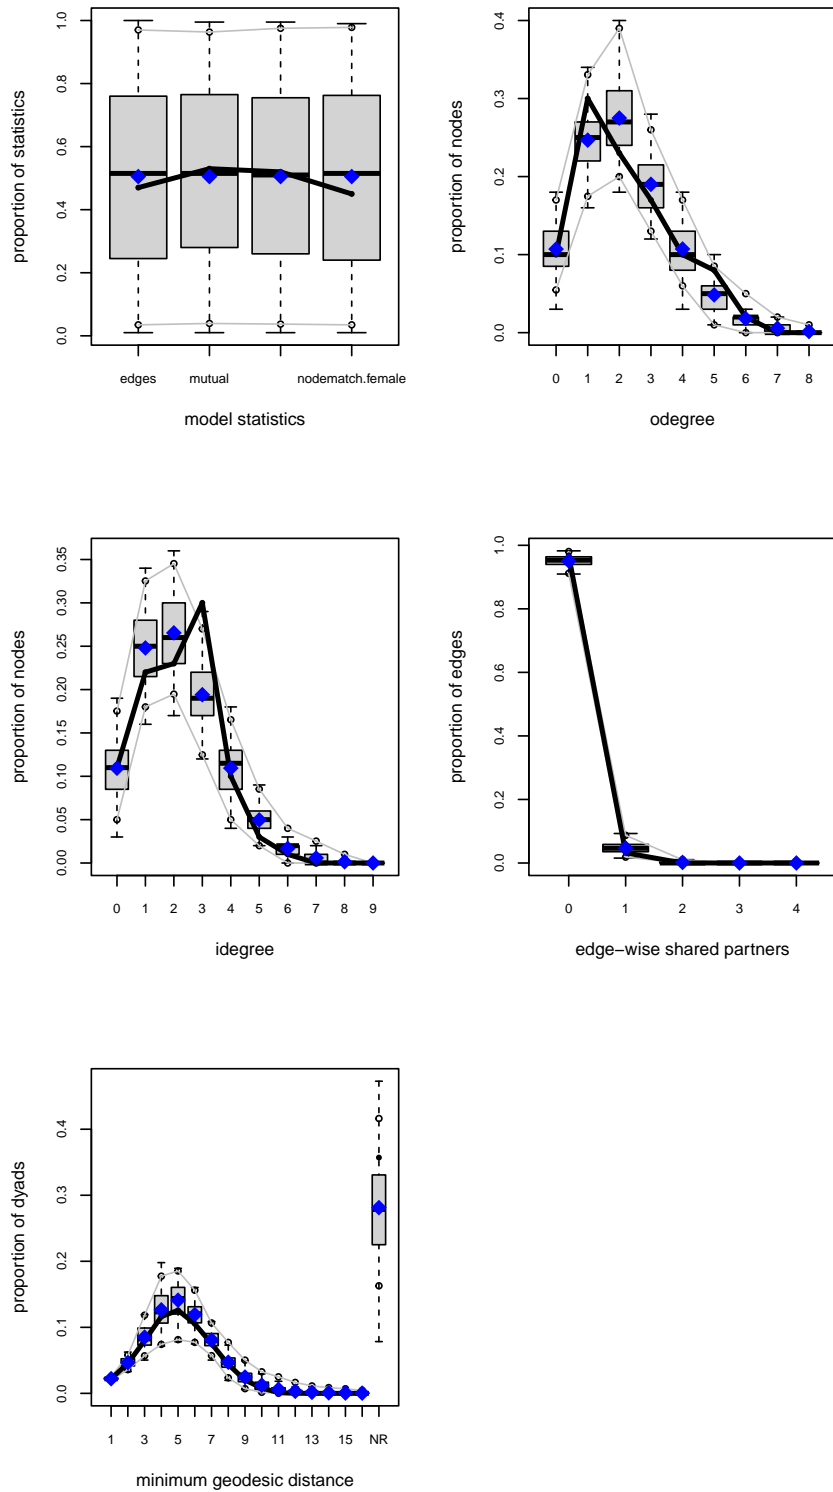 proportion of statistics
0.0 0.2 0.4 0.6 0.8 1.0
edges mutual nodematch.female
model statistics
proportion of nodes
0.0 0.1 0.2 0.3 0.4
0 1 2 3 4 5 6 7 8
odegree
proportion of nodes
0.00 0.05 0.10 0.15 0.20 0.25 0.30 0.35
0 1 2 3 4 5 6 7 8 9
idegree
proportion of edges
0.0 0.2 0.4 0.6 0.8 1.0
0 1 2 3 4
edge−wise shared partners
proportion of dyads
0.0 0.1 0.2 0.3 0.4
1 3 5 7 9 11 13 15 NR
minimum geodesic distance